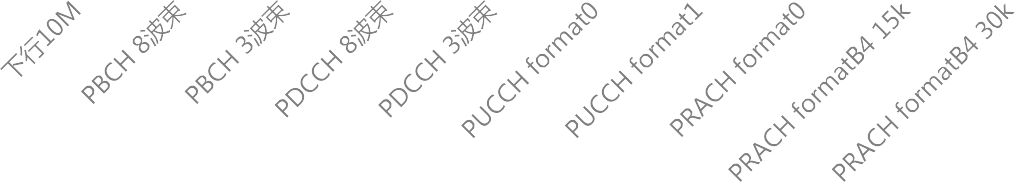 下行10M
PBCH 8波束
PBCH 3波束
PDCCH 8波束
PDCCH 3波束
PUCCH format0
PUCCH format1
PRACH format0
PRACH formatB4 15k
PRACH formatB4 30k